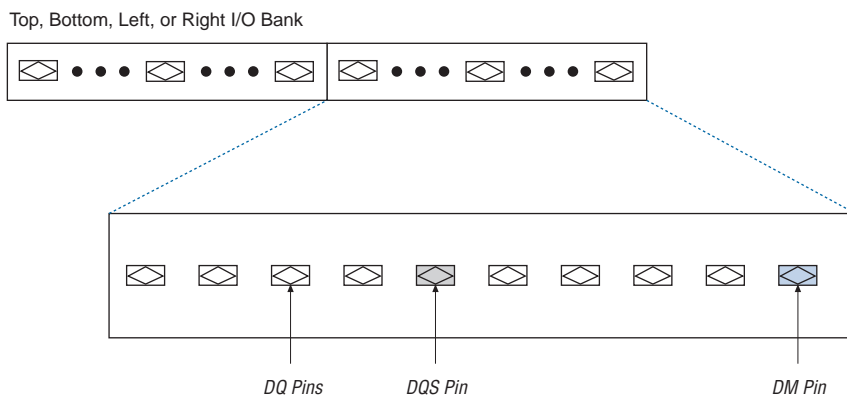 Top, Bottom, Left, or Right I/O Bank
DQ Pins DQS Pin DM Pin